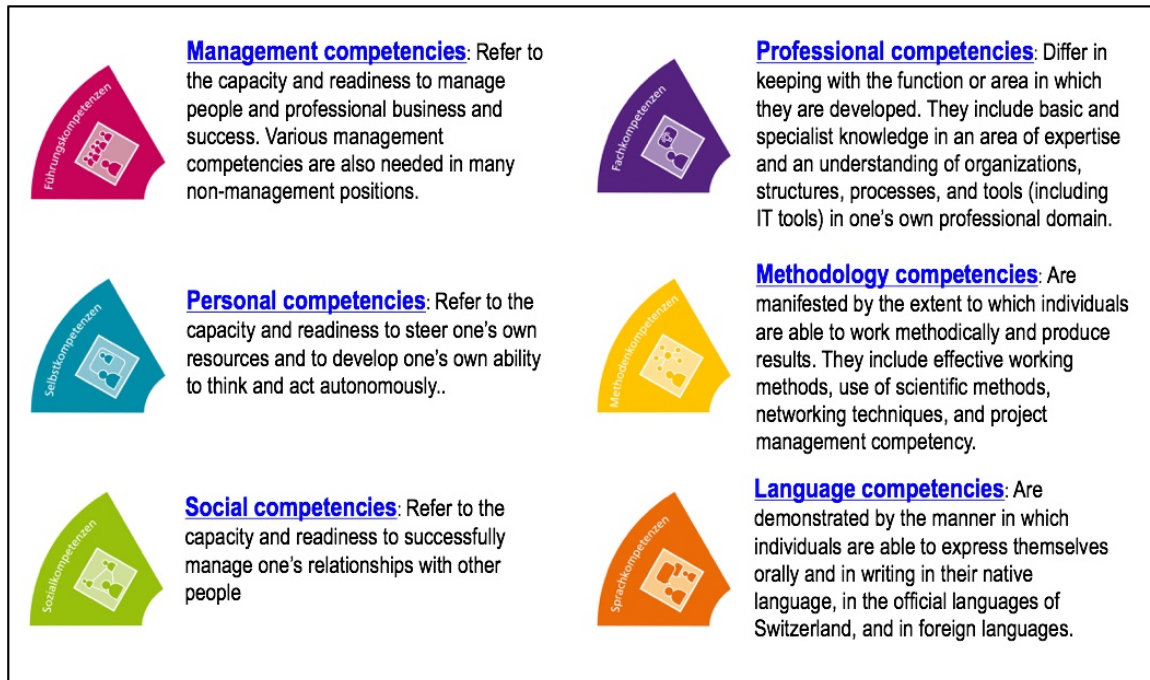 Führungskompetenzen
Management competencies: Refer to
the capacity and readiness to manage
people and professional business and
success. Various management
competencies are also needed in many
non-management positions.
Selbstkompetenzen
Personal competencies: Refer to the
capacity and readiness to steer one’s own
resources and to develop one’s own ability
to think and act autonomously..
Sozialkompetenzen
Social competencies: Refer to the
capacity and readiness to successfully
manage one’s relationships with other
people
Fachkompetenzen
Professional competencies: Differ in
keeping with the function or area in which
they are developed. They include basic and
specialist knowledge in an area of expertise
and an understanding of organizations,
structures, processes, and tools (including
IT tools) in one’s own professional domain.
Methodenkompetenzen
Methodology competencies: Are
manifested by the extent to which individuals
are able to work methodically and produce
results. They include effective working
methods, use of scientific methods,
networking techniques, and project
management competency.
Sprachkompetenzen
Language competencies: Are
demonstrated by the manner in which
individuals are able to express themselves
orally and in writing in their native
language, in the official languages of
Switzerland, and in foreign languages.